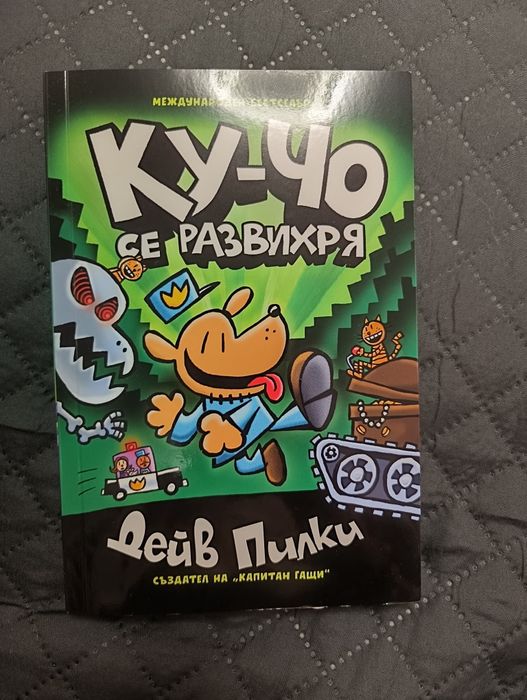 МЕЖДУНАРОДЕН БЕСТСЕЛЪР
КУ-ЧО
СЕ РАЗВИХРЯ
Дейв Пилки
СЪЗДАТЕЛ НА „КАПИТАН ГАЩИ“